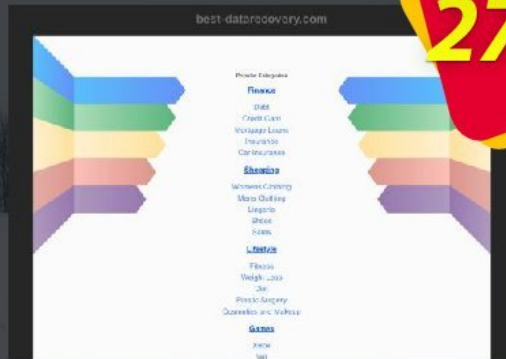 best-datarecovery.com
27
Popular Categories
Finance
Debt
Credit Card
Mortgage Loans
Insurance
Car Insurance
Shopping
Womens Clothing
Mens Clothing
Lingerie
Shoes
Lifestyle
Fitness
Weight Loss
Diet
Plastic Surgery
Cosmetics and Makeup
Games